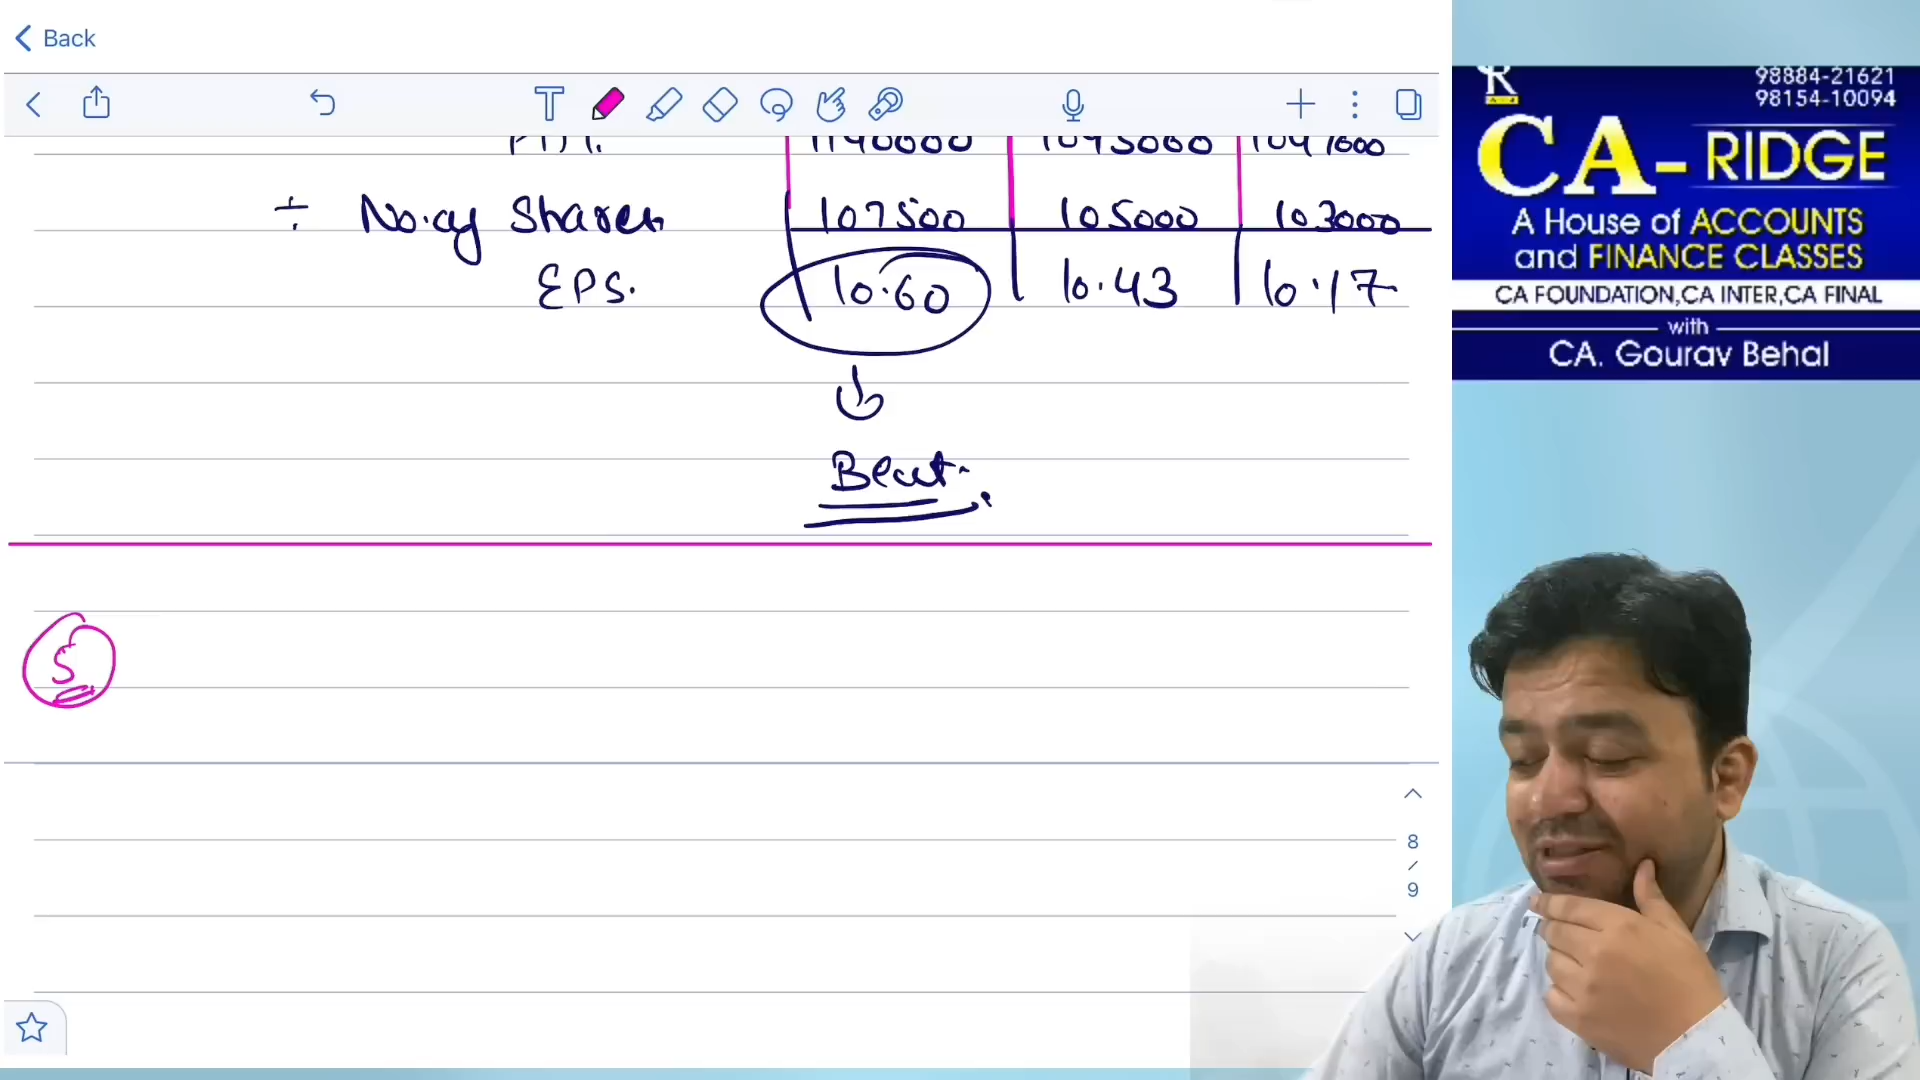 Back
98884-21621
98154-10094
CA- RIDGE
A House of ACCOUNTS
and FINANCE CLASSES
CA FOUNDATION,CA INTER,CA FINAL
with
CA. Gourav Behal
÷ No. of Shares 107500 105000 103000
EPS. 10.60 10.43 10.17
Best.
5
8
/
9